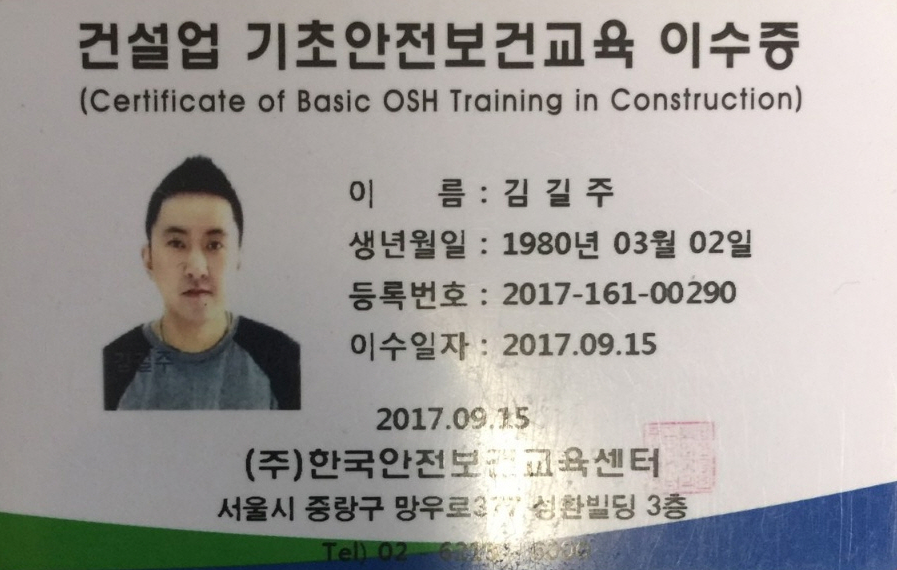 건설업 기초안전보건교육 이수증
(Certificate of Basic OSH Training in Construction)
이 름 : 김 길 주
생년월일 : 1980년 03월 02일
등록번호 : 2017-161-00290
이수일자 : 2017.09.15
김길주
2017.09.15
(주)한국안전보건교육센터
서울시 중랑구 망우로 성환빌딩 3층
Tel) 02